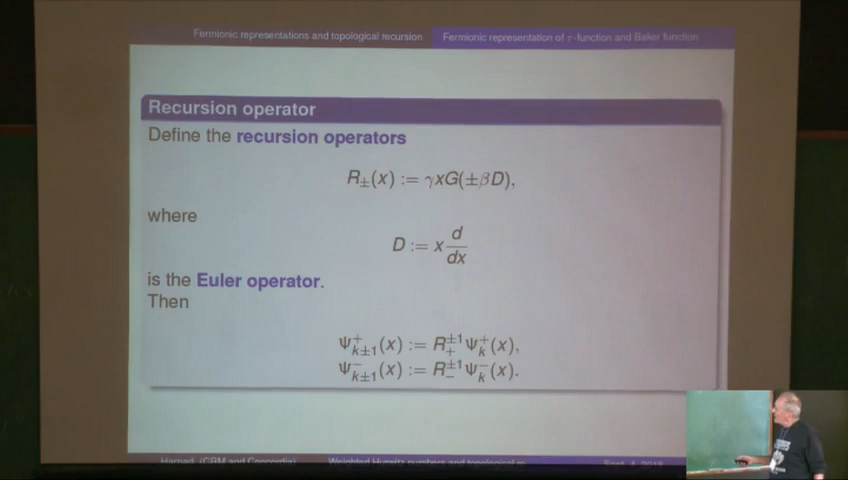 Fermionic representations and topological recursion
Fermionic representation of τ-function and Baker function
Recursion operator
Define the recursion operators
R±(x) := γxG(±βD),
where
D := x d/dx
is the Euler operator.
Then
Ψ⁺ₖ±₁(x) := R₊^±1 Ψ⁺ₖ(x),
Ψ⁻ₖ±₁(x) := R₋^±1 Ψ⁻ₖ(x).
Harnad (CRM and Concordia)
Weighted Hurwitz numbers and topological